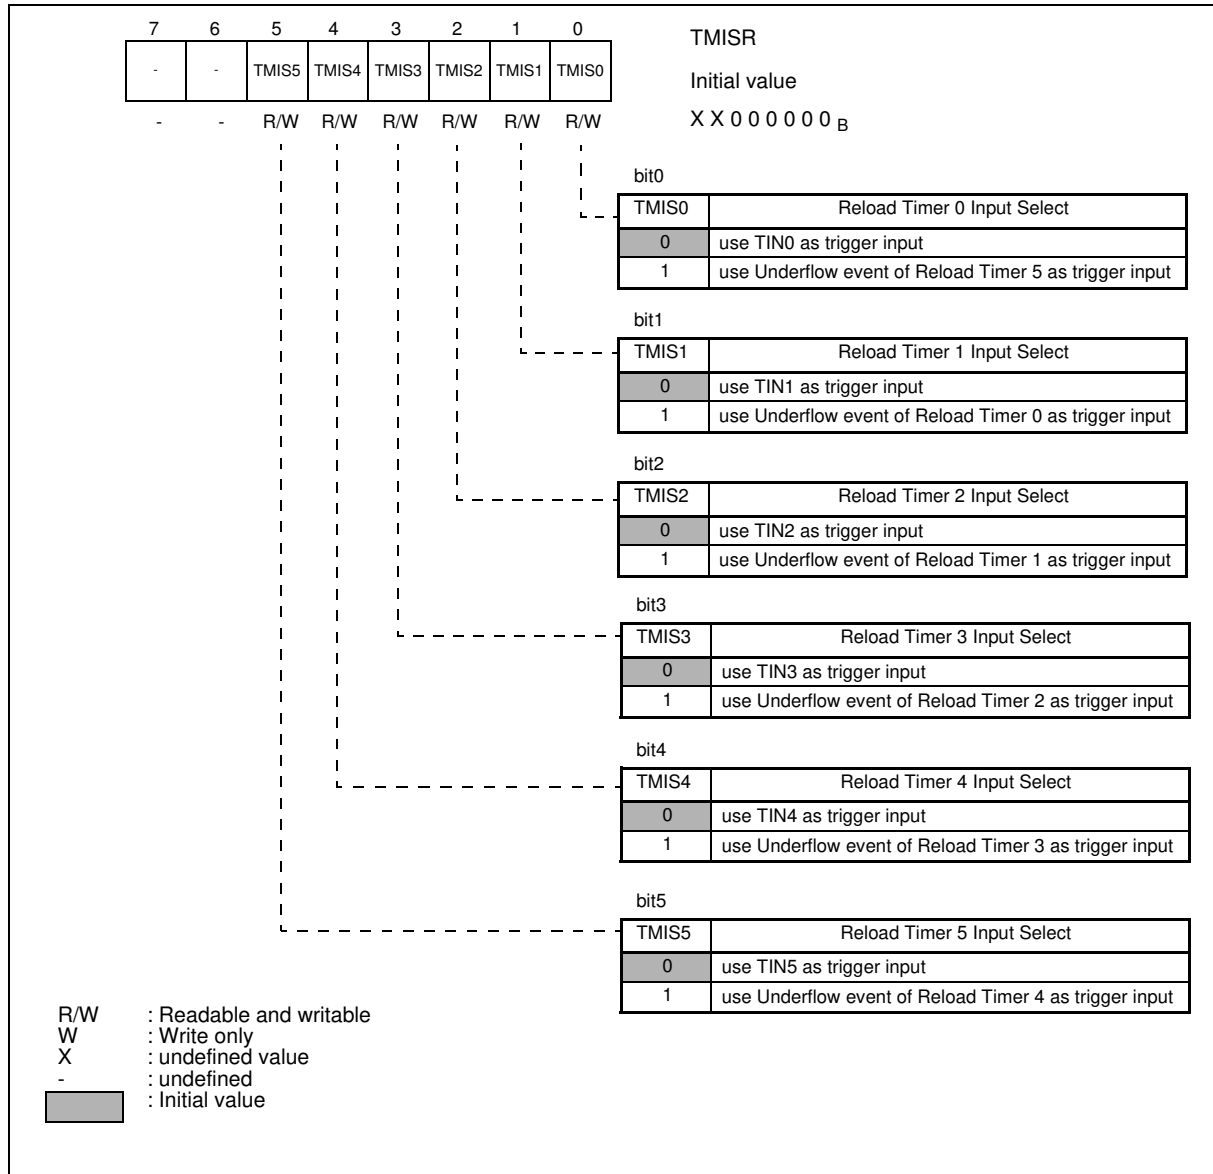 7 6 5 4 3 2 1 0
TMISR
- - TMIS5 TMIS4 TMIS3 TMIS2 TMIS1 TMIS0
Initial value
- - R/W R/W R/W R/W R/W R/W
X X 0 0 0 0 0 0 B
bit0
TMIS0 Reload Timer 0 Input Select
0 use TIN0 as trigger input
1 use Underflow event of Reload Timer 5 as trigger input
bit1
TMIS1 Reload Timer 1 Input Select
0 use TIN1 as trigger input
1 use Underflow event of Reload Timer 0 as trigger input
bit2
TMIS2 Reload Timer 2 Input Select
0 use TIN2 as trigger input
1 use Underflow event of Reload Timer 1 as trigger input
bit3
TMIS3 Reload Timer 3 Input Select
0 use TIN3 as trigger input
1 use Underflow event of Reload Timer 2 as trigger input
bit4
TMIS4 Reload Timer 4 Input Select
0 use TIN4 as trigger input
1 use Underflow event of Reload Timer 3 as trigger input
bit5
TMIS5 Reload Timer 5 Input Select
0 use TIN5 as trigger input
1 use Underflow event of Reload Timer 4 as trigger input
R/W : Readable and writable
W : Write only
X : undefined value
- : undefined
: Initial value